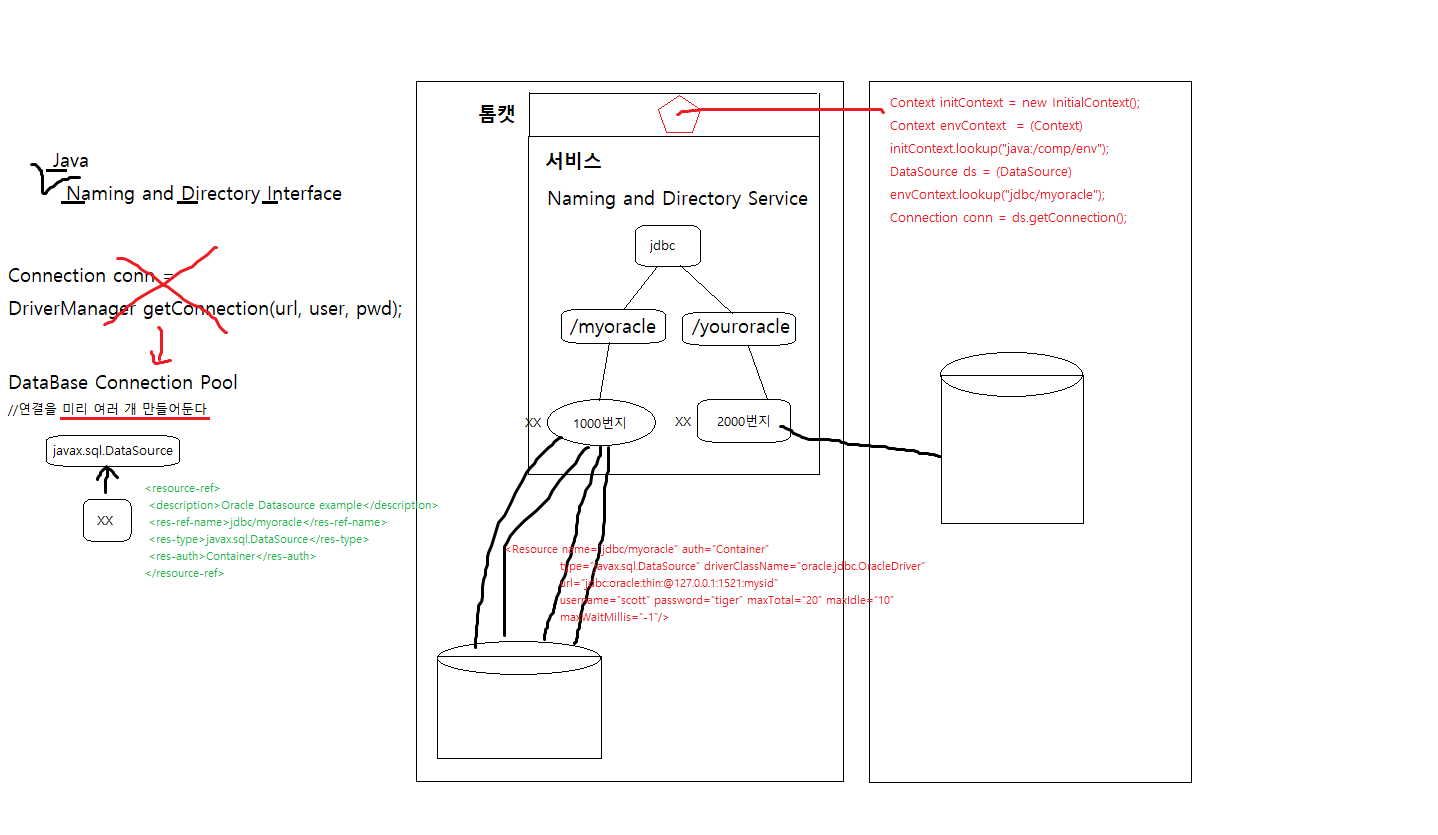 Java
Naming and Directory Interface
Connection conn =
DriverManager getConnection(url, user, pwd);
DataBase Connection Pool
//연결을 미리 여러 개 만들어둔다
javax.sql.DataSource
XX
<resource-ref>
<description>Oracle Datasource example</description>
<res-ref-name>jdbc/myoracle</res-ref-name>
<res-type>javax.sql.DataSource</res-type>
<res-auth>Container</res-auth>
</resource-ref>
톰캣
서비스
Naming and Directory Service
jdbc
/myoracle
/youroracle
XX
1000번지
XX
2000번지
<Resource name="jdbc/myoracle" auth="Container"
type="javax.sql.DataSource" driverClassName="oracle.jdbc.OracleDriver"
url="jdbc:oracle:thin:@127.0.0.1:1521:mysid"
username="scott" password="tiger" maxTotal="20" maxIdle="10"
maxWaitMillis="-1"/>
Context initContext = new InitialContext();
Context envContext  = (Context)
initContext.lookup("java:/comp/env");
DataSource ds = (DataSource)
envContext.lookup("jdbc/myoracle");
Connection conn = ds.getConnection();